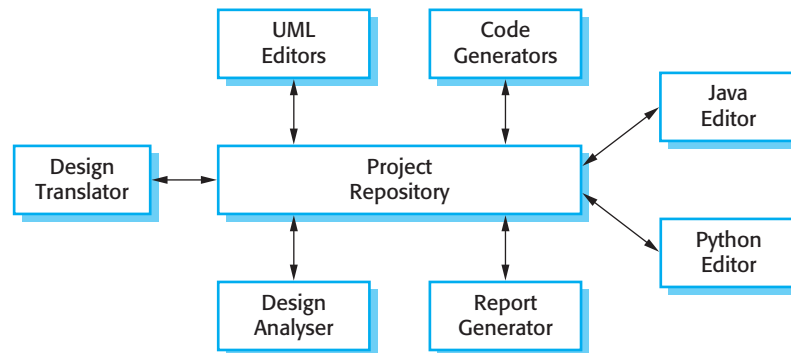 UML
Editors
Code
Generators
Java
Editor
Design
Translator
Project
Repository
Python
Editor
Design
Analyser
Report
Generator